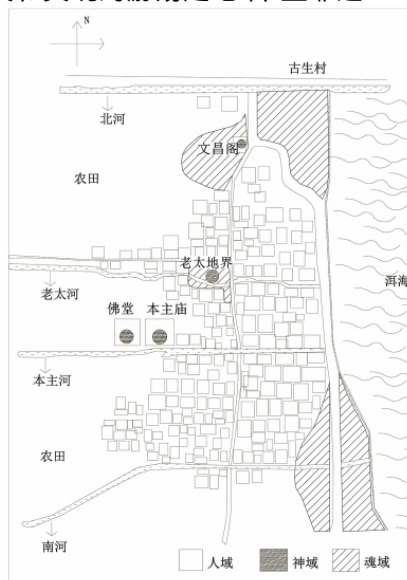 N
古生村
北河
文昌阁
农田
老太地界
洱海
老太河
佛堂 本主庙
本主河
农田
南河
人域 神域 魂域